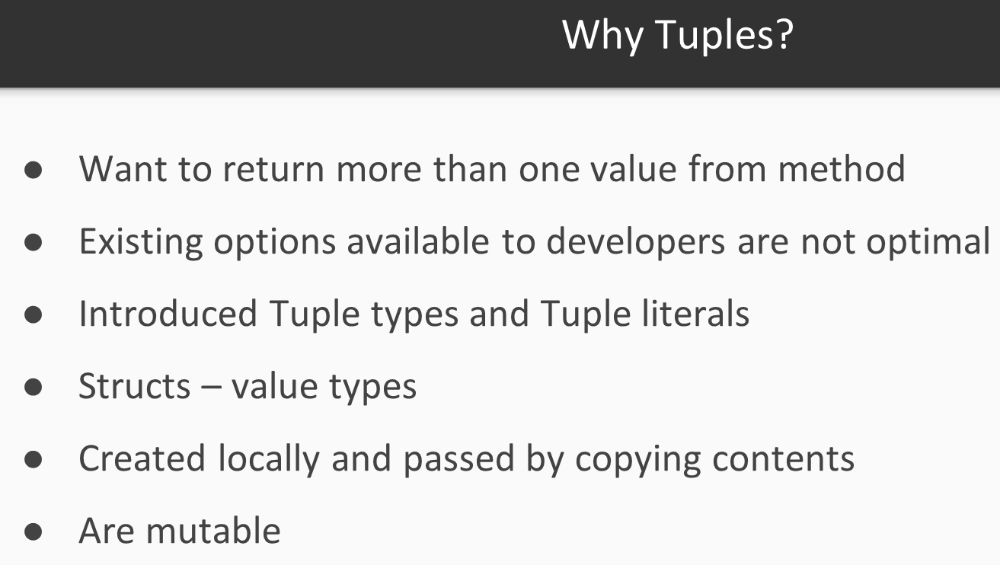 Why Tuples?
● Want to return more than one value from method
● Existing options available to developers are not optimal
● Introduced Tuple types and Tuple literals
● Structs – value types
● Created locally and passed by copying contents
● Are mutable